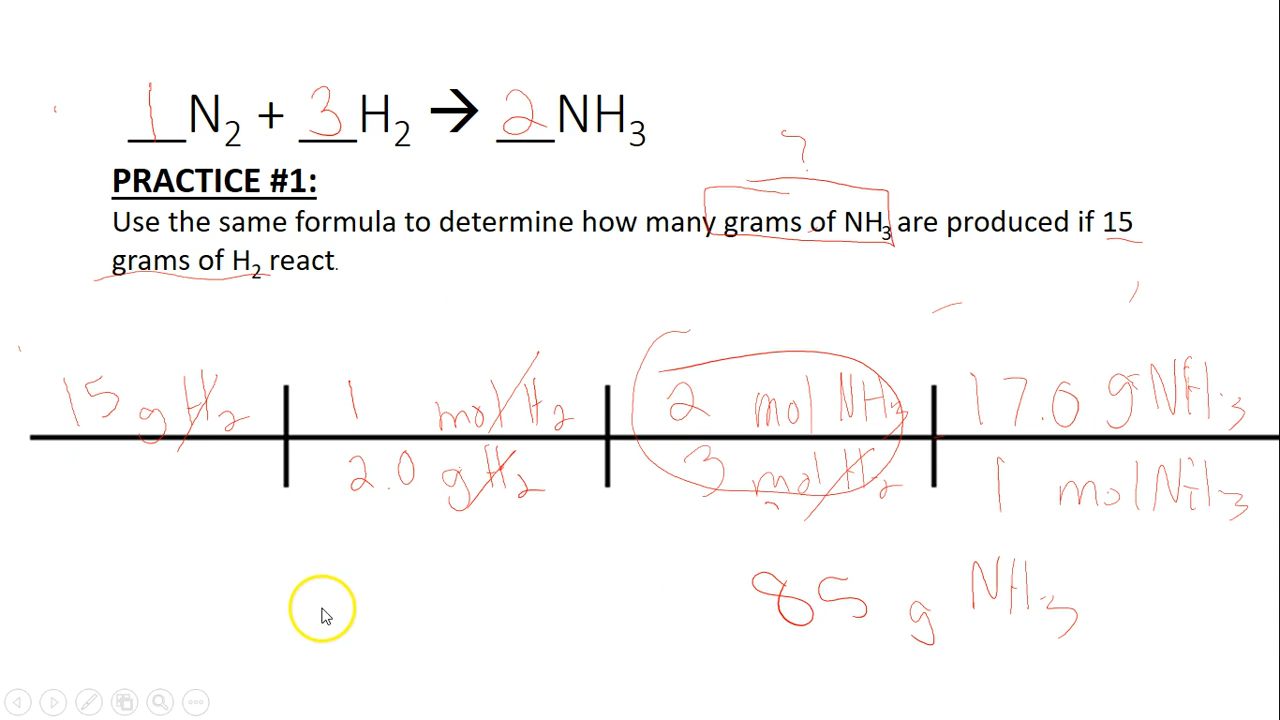 1 N₂ + 3 H₂ → 2 NH₃
?
PRACTICE #1:
Use the same formula to determine how many grams of NH₃ are produced if 15
grams of H₂ react.
15 g H₂ 1 mol H₂ 2 mol NH₃ 17.0 g NH₃
2.0 g H₂ 3 mol H₂ 1 mol NH₃
85 g NH₃